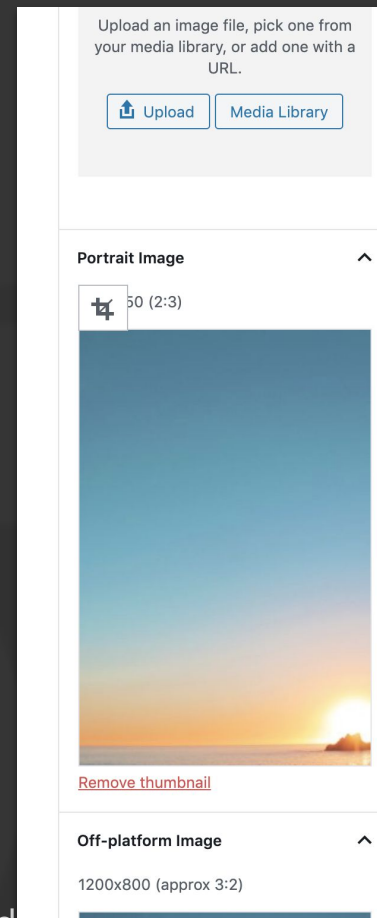 Upload an image file, pick one from
your media library, or add one with a
URL.
Upload
Media Library
Portrait Image
50 (2:3)
Remove thumbnail
Off-platform Image
1200x800 (approx 3:2)